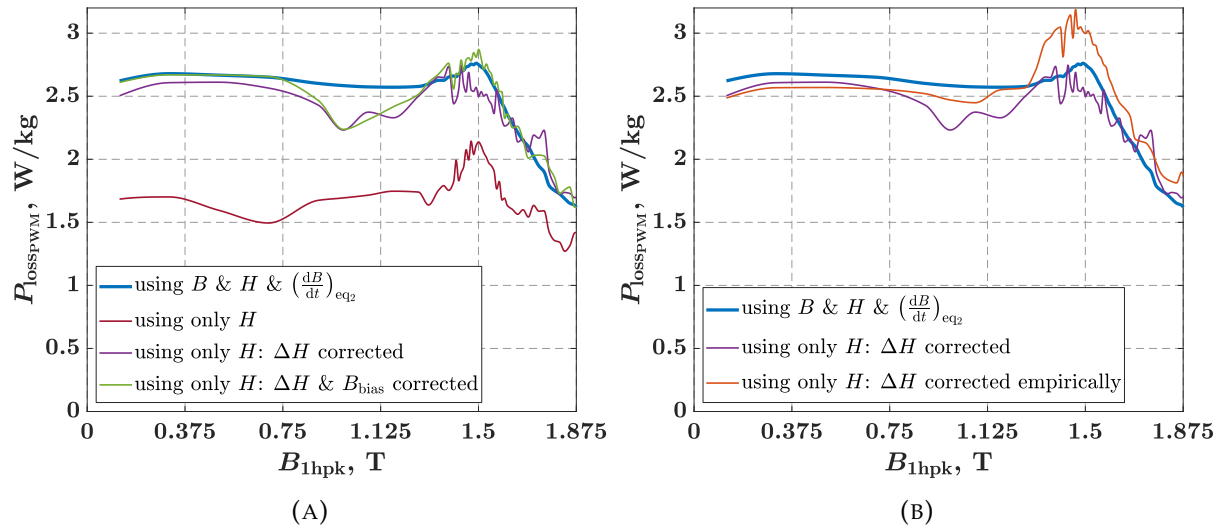 3
2.5
2
1.5
1
0.5
0
0
0.375
0.75
1.125
1.5
1.875
P_lossPWM, W/kg
B_1hpk, T
using B & H & (dB/dt)_eq2
using only H
using only H: ΔH corrected
using only H: ΔH & B_bias corrected
(A)
3
2.5
2
1.5
1
0.5
0
0
0.375
0.75
1.125
1.5
1.875
P_lossPWM, W/kg
B_1hpk, T
using B & H & (dB/dt)_eq2
using only H: ΔH corrected
using only H: ΔH corrected empirically
(B)